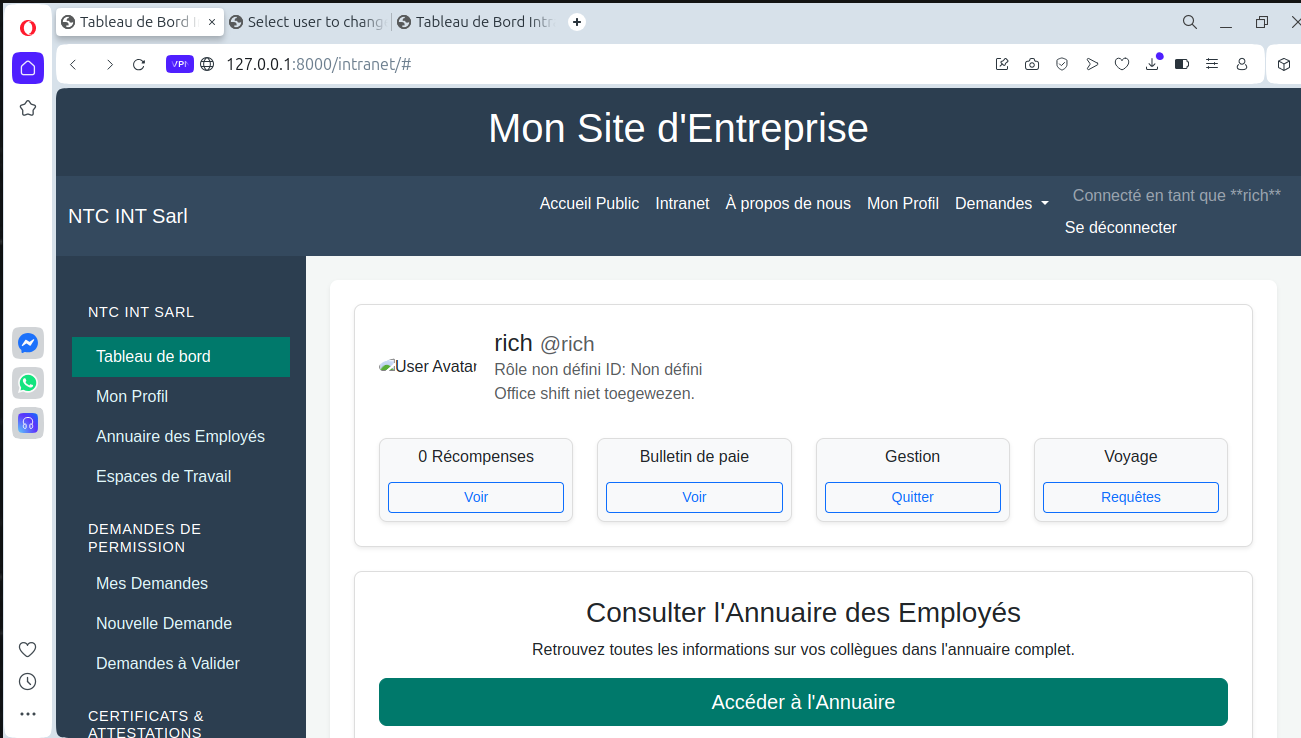 Tableau de Bord I
Select user to change
Tableau de Bord Intr
VPN
127.0.0.1:8000/intranet/#
Mon Site d'Entreprise
NTC INT Sarl
Accueil Public
Intranet
À propos de nous
Mon Profil
Demandes
Connecté en tant que **rich**
Se déconnecter
NTC INT SARL
Tableau de bord
Mon Profil
Annuaire des Employés
Espaces de Travail
DEMANDES DE
PERMISSION
Mes Demandes
Nouvelle Demande
Demandes à Valider
CERTIFICATS &
ATTESTATIONS
User Avatar
rich @rich
Rôle non défini ID: Non défini
Office shift niet toegewezen.
0 Récompenses
Voir
Bulletin de paie
Voir
Gestion
Quitter
Voyage
Requêtes
Consulter l'Annuaire des Employés
Retrouvez toutes les informations sur vos collègues dans l'annuaire complet.
Accéder à l'Annuaire